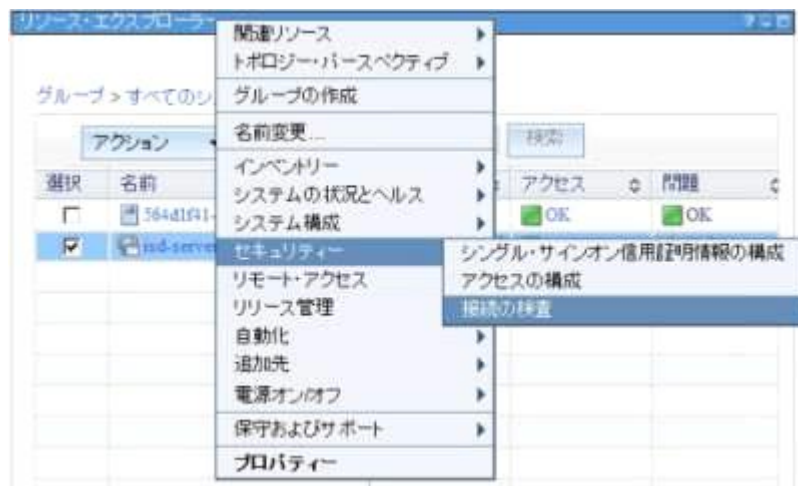 リソース・エクスプローラー
グループ > すべてのシ
アクション
検索
選択 名前 アクセス 問題
OK OK
関連リソース
トポロジー・パースペクティブ
グループの作成
名前変更...
インベントリー
システムの状況とヘルス
システム構成
セキュリティー
リモート・アクセス
リリース管理
自動化
追加先
電源オン/オフ
保守およびサポート
プロパティー
シングル・サインオン信用証明情報の構成
アクセスの構成
接続の検査